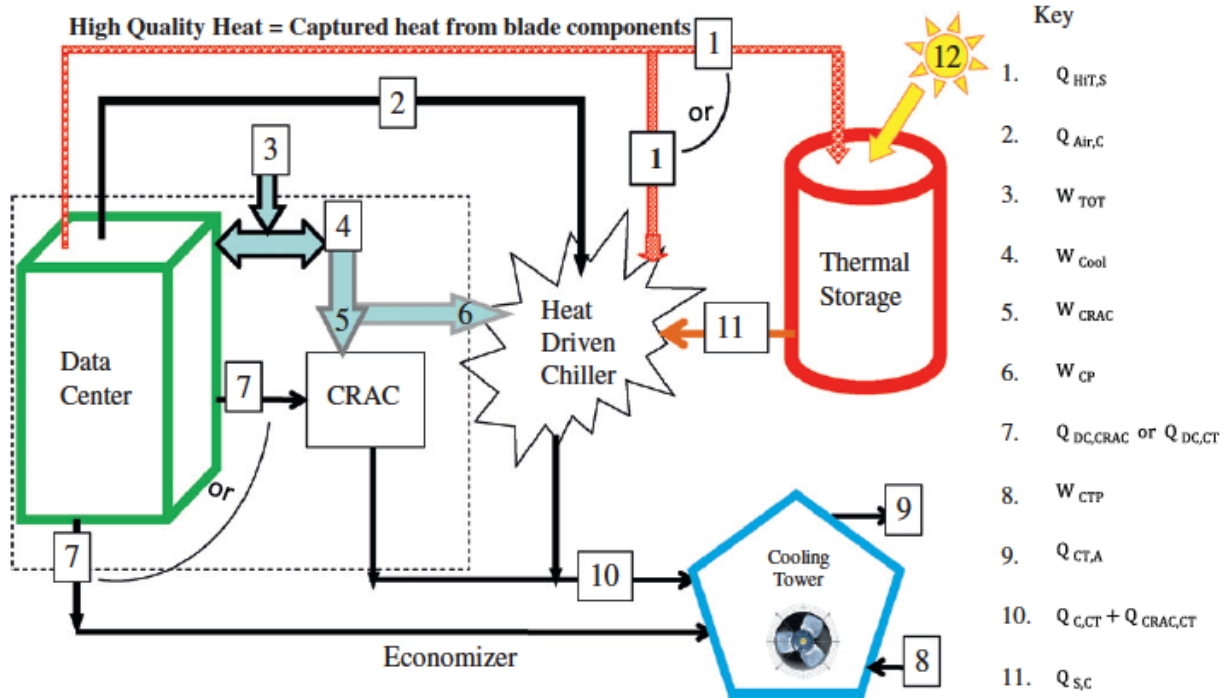 High Quality Heat = Captured heat from blade components
1
or
1
2
3
4
5
6
7
or
7
Data
Center
CRAC
Heat
Driven
Chiller
11
12
Thermal
Storage
10
9
Cooling
Tower
8
Economizer
Key
1. Q HiT,S
2. Q Air,C
3. W TOT
4. W Cool
5. W CRAC
6. W CP
7. Q DC,CRAC or Q DC,CT
8. W CTP
9. Q CT,A
10. Q C,CT + Q CRAC,CT
11. Q S,C